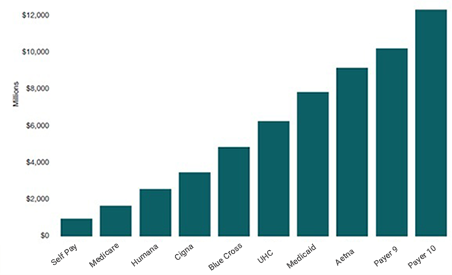 $12,000
$10,000
$8,000
$6,000
$4,000
$2,000
$0
Millions
Self Pay
Medicare
Humana
Cigna
Blue Cross
UHC
Medicaid
Aetna
Payer 9
Payer 10